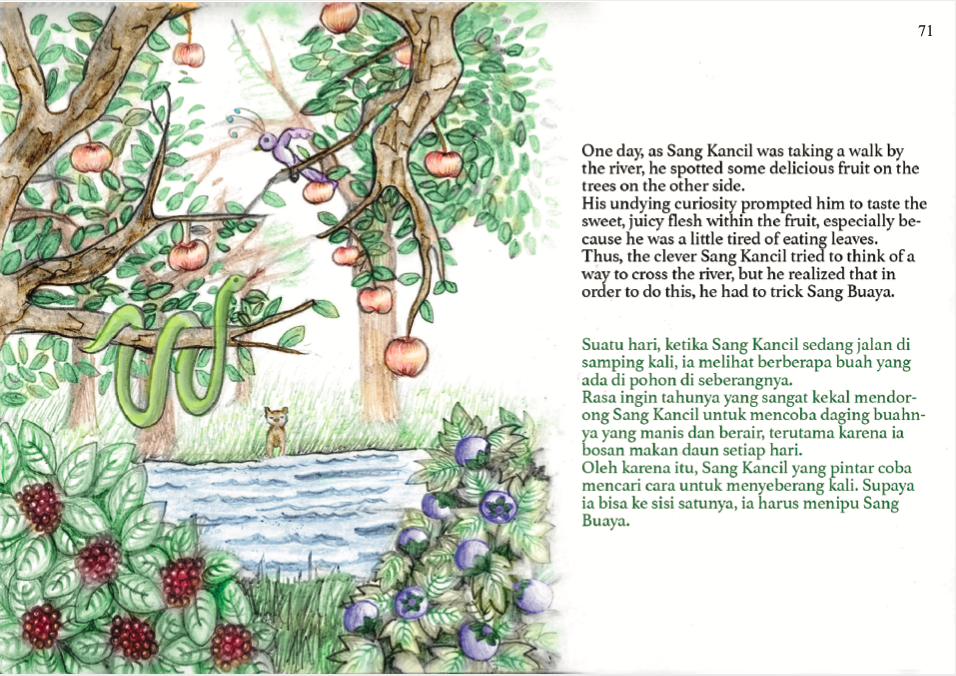 71
One day, as Sang Kancil was taking a walk by
the river, he spotted some delicious fruit on the
trees on the other side.
His undying curiosity prompted him to taste the
sweet, juicy flesh within the fruit, especially be-
cause he was a little tired of eating leaves.
Thus, the clever Sang Kancil tried to think of a
way to cross the river, but he realized that in
order to do this, he had to trick Sang Buaya.
Suatu hari, ketika Sang Kancil sedang jalan di
samping kali, ia melihat berberapa buah yang
ada di pohon di seberangnya.
Rasa ingin tahunya yang sangat kekal mendor-
ong Sang Kancil untuk mencoba daging buahn-
ya yang manis dan berair, terutama karena ia
bosan makan daun setiap hari.
Oleh karena itu, Sang Kancil yang pintar coba
mencari cara untuk menyeberang kali. Supaya
ia bisa ke sisi satunya, ia harus menipu Sang
Buaya.